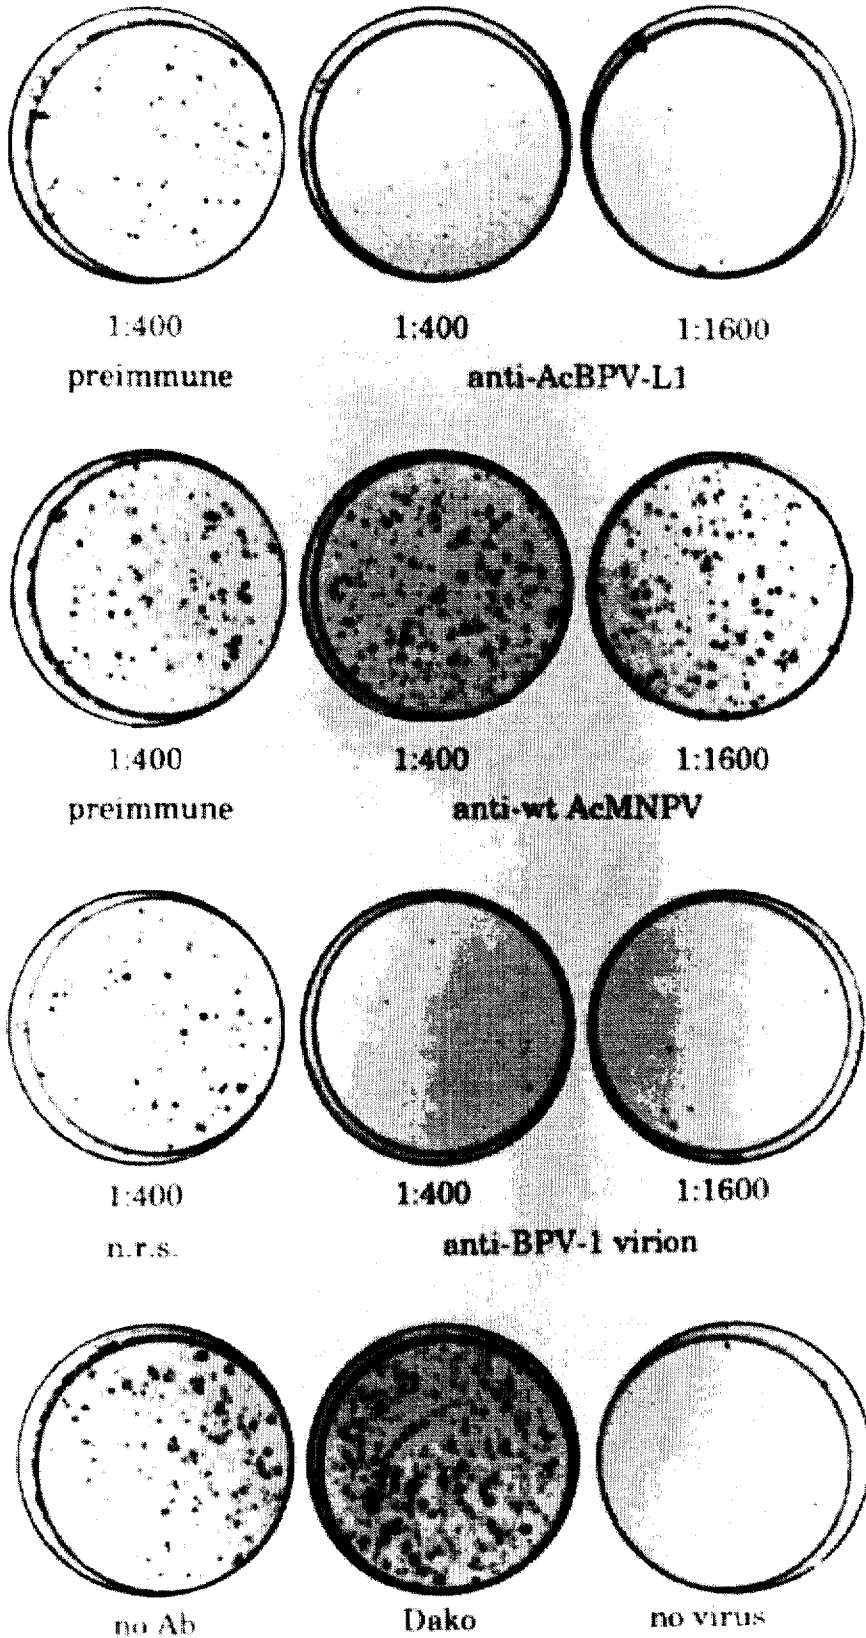 1:400 1:400 1:1600
preimmune anti-AcBPV-L1
1:400 1:400 1:1600
preimmune anti-wt AcMNPV
1:400 1:400 1:1600
n.r.s. anti-BPV-1 virion
no Ab Dako no virus